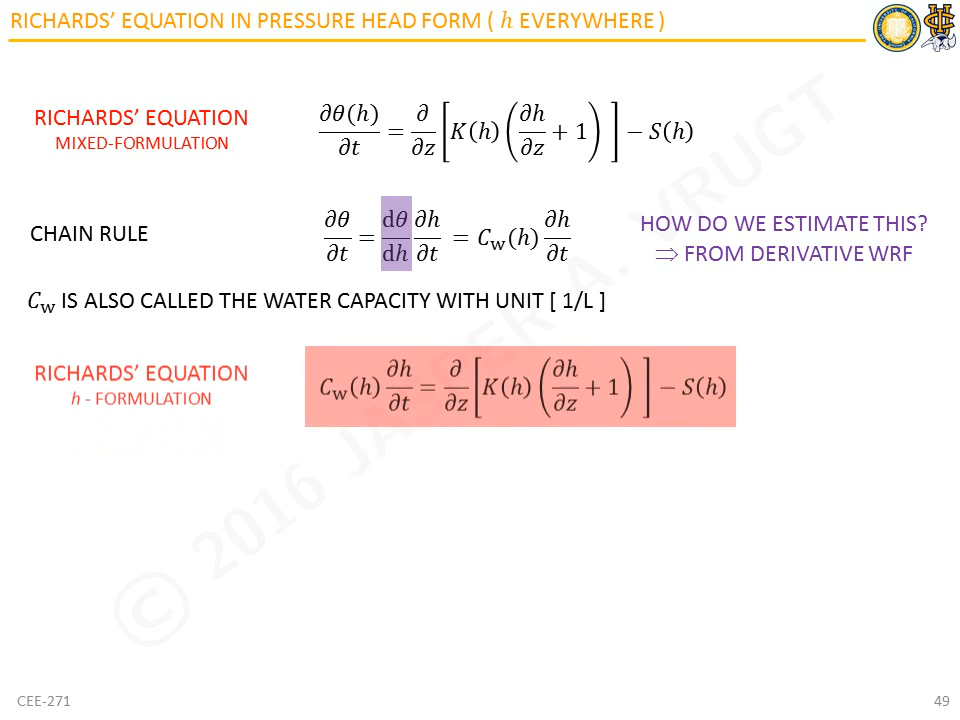 RICHARDS’ EQUATION IN PRESSURE HEAD FORM ( ℎ EVERYWHERE )
RICHARDS’ EQUATION
MIXED-FORMULATION
∂θ(h)/∂t = ∂/∂z [ K(h) ( ∂h/∂z + 1 ) ] − S(h)
CHAIN RULE
∂θ/∂t = dθ/dh ∂h/∂t = C_w(h) ∂h/∂t
HOW DO WE ESTIMATE THIS?
⇒ FROM DERIVATIVE WRF
C_w IS ALSO CALLED THE WATER CAPACITY WITH UNIT [ 1/L ]
RICHARDS’ EQUATION
h - FORMULATION
C_w(h) ∂h/∂t = ∂/∂z [ K(h) ( ∂h/∂z + 1 ) ] − S(h)
© 2016 JASPER A. VRUGT
CEE-271
49